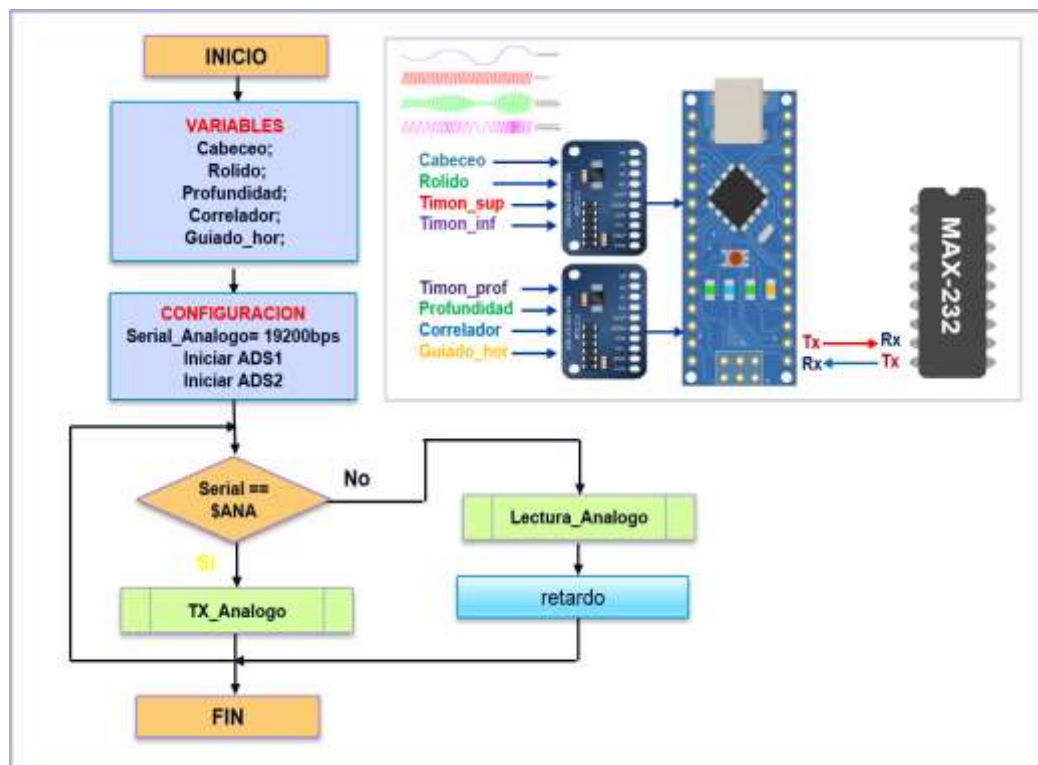 INICIO
VARIABLES
Cabeceo;
Rolido;
Profundidad;
Correlador;
Guiado_hor;
CONFIGURACION
Serial_Analogo= 19200bps
Iniciar ADS1
Iniciar ADS2
Serial ==
$ANA
No
Si
Lectura_Analogo
retardo
TX_Analogo
FIN
Cabeceo
Rolido
Timon_sup
Timon_inf
Timon_prof
Profundidad
Correlador
Guiado_hor
Tx Rx
Rx Tx
MAX-232